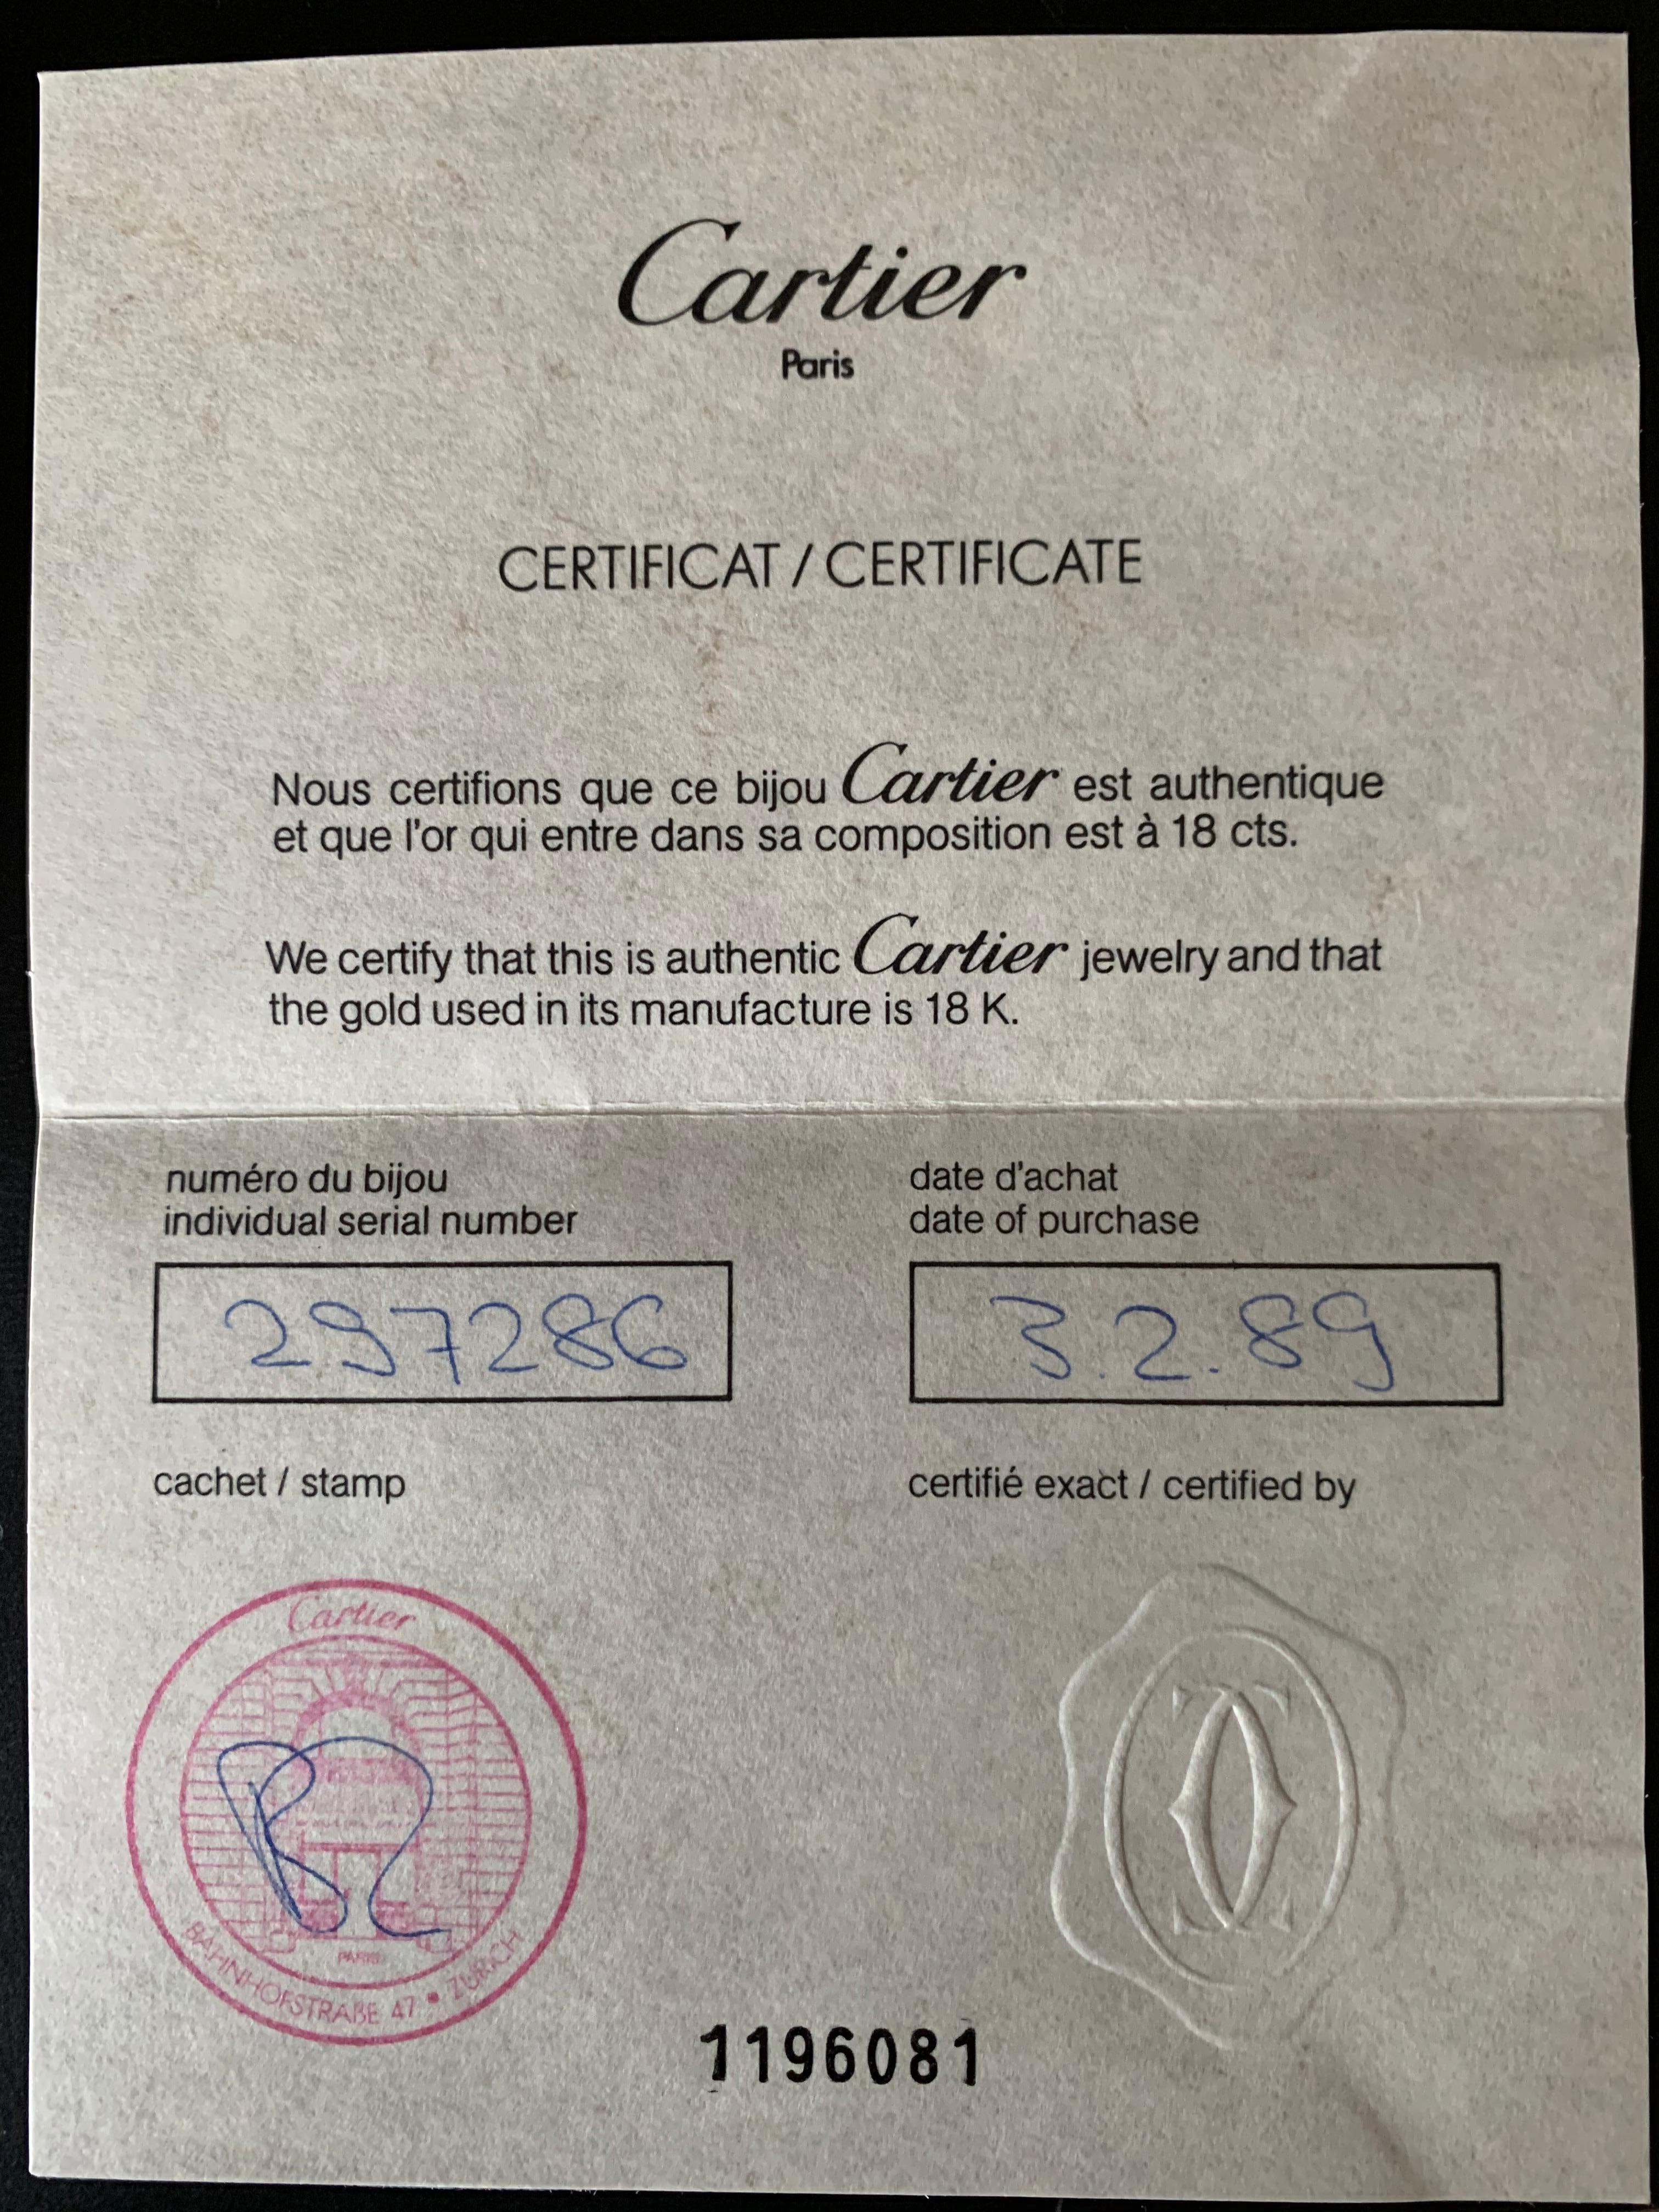 Cartier
Paris
CERTIFICAT / CERTIFICATE
Nous certifions que ce bijou Cartier est authentique
et que l'or qui entre dans sa composition est à 18 cts.
We certify that this is authentic Cartier jewelry and that
the gold used in its manufacture is 18 K.
numéro du bijou
individual serial number
297286
date d'achat
date of purchase
3.2.89
cachet / stamp
certifié exact / certified by
Cartier
PARIS
BAHNHOFSTRAßE 47 • ZÜRICH
1196081